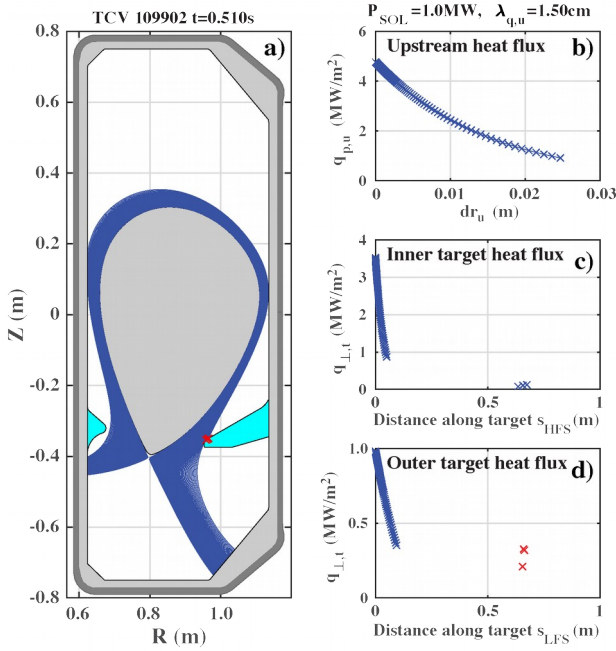 TCV 109902 t=0.510s
a)
0.8
0.6
0.4
0.2
0
-0.2
-0.4
-0.6
-0.8
0.6 0.8 1.0
Z (m)
R (m)
P_SOL=1.0MW, λ_q,u=1.50cm
Upstream heat flux b)
6
4
2
0
0 0.01 0.02 0.03
q_p,u (MW/m²)
dr_u (m)
Inner target heat flux c)
4
3
2
1
0
0 0.5 1
q_⊥,t (MW/m²)
Distance along target s_HFS (m)
Outer target heat flux d)
1.0
0.5
0
0 0.5 1
q_⊥,t (MW/m²)
Distance along target s_LFS (m)